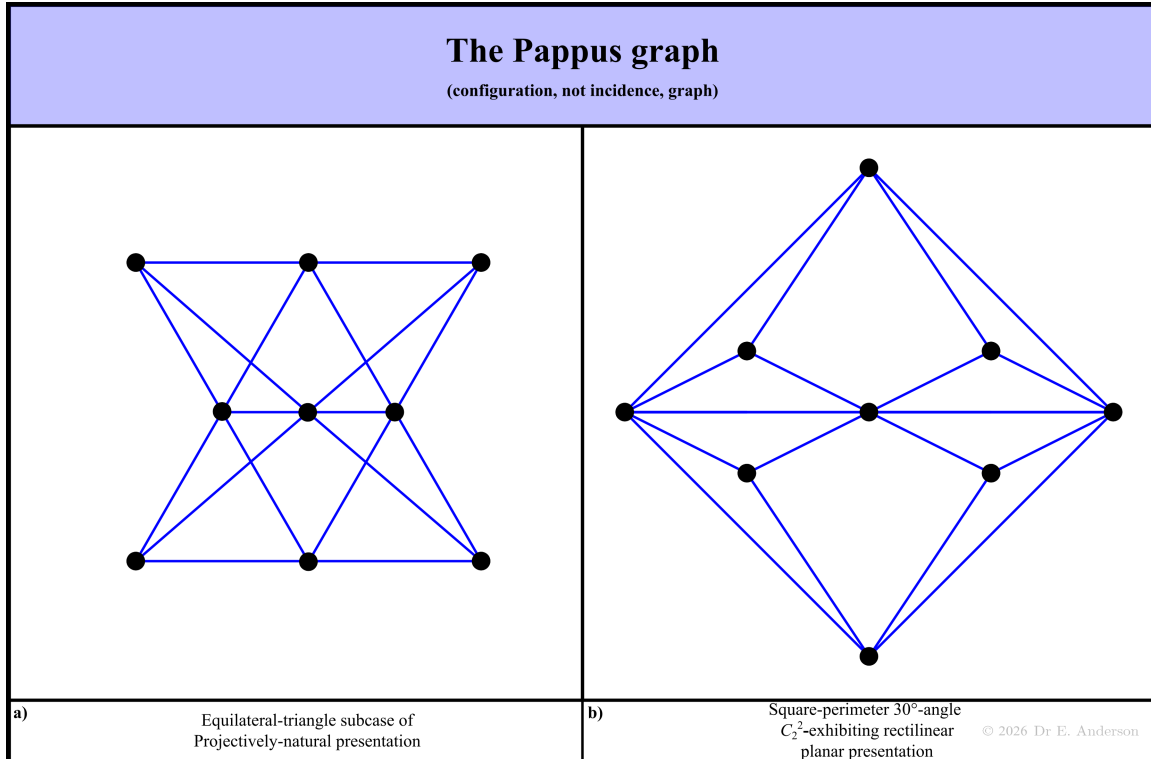 The Pappus graph
(configuration, not incidence, graph)
a)
Equilateral-triangle subcase of
Projectively-natural presentation
b)
Square-perimeter 30°-angle
C₂²-exhibiting rectilinear
planar presentation
© 2026 Dr E. Anderson